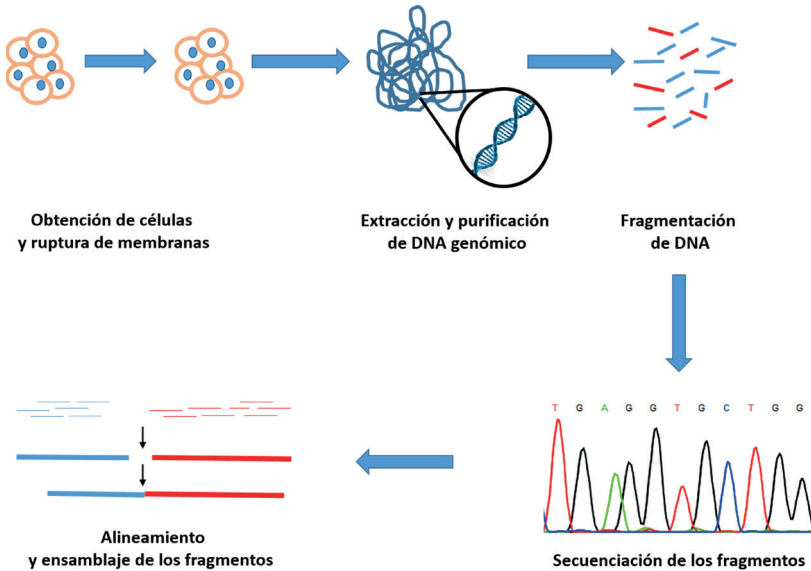 Obtención de células
y ruptura de membranas
Extracción y purificación
de DNA genómico
Fragmentación
de DNA
T G A G G T G C T G G
Secuenciación de los fragmentos
Alineamiento
y ensamblaje de los fragmentos